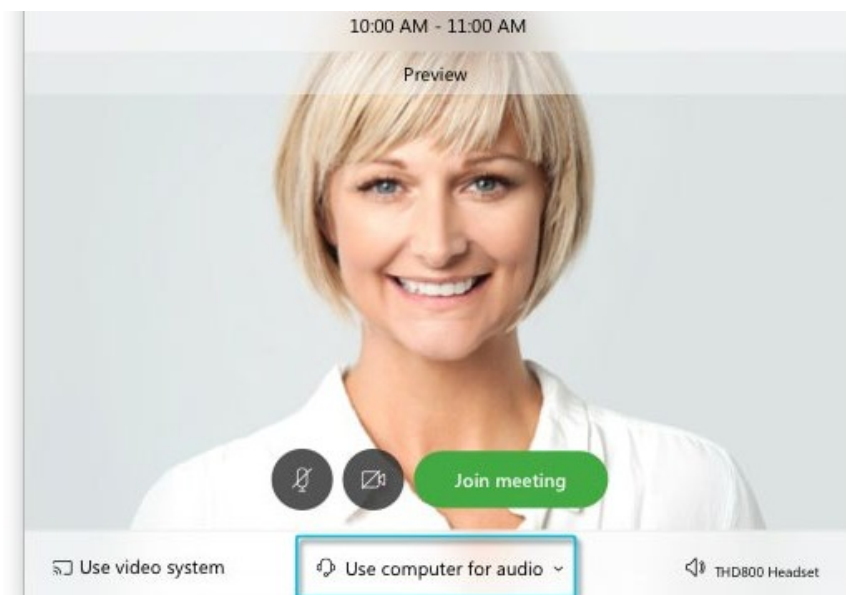 10:00 AM - 11:00 AM
Preview
Join meeting
Use video system
Use computer for audio
THD800 Headset